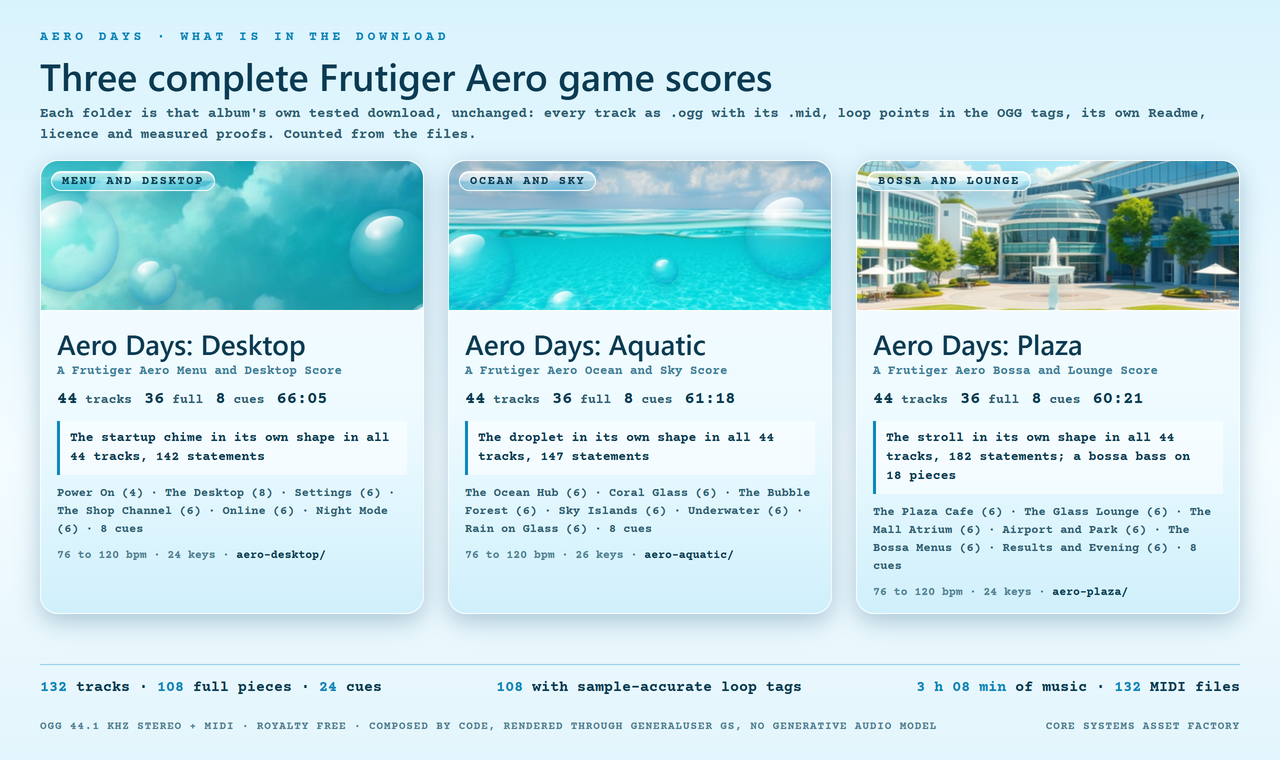 AERO DAYS · WHAT IS IN THE DOWNLOAD
Three complete Frutiger Aero game scores
Each folder is that album's own tested download, unchanged: every track as .ogg with its .mid, loop points in the OGG tags, its own Readme,
licence and measured proofs. Counted from the files.
MENU AND DESKTOP
Aero Days: Desktop
A Frutiger Aero Menu and Desktop Score
44 tracks 36 full 8 cues 66:05
The startup chime in its own shape in all
44 tracks, 142 statements
Power On (4) · The Desktop (8) · Settings (6) ·
The Shop Channel (6) · Online (6) · Night Mode
(6) · 8 cues
76 to 120 bpm · 24 keys · aero-desktop/
OCEAN AND SKY
Aero Days: Aquatic
A Frutiger Aero Ocean and Sky Score
44 tracks 36 full 8 cues 61:18
The droplet in its own shape in all 44
tracks, 147 statements
The Ocean Hub (6) · Coral Glass (6) · The Bubble
Forest (6) · Sky Islands (6) · Underwater (6) ·
Rain on Glass (6) · 8 cues
76 to 120 bpm · 26 keys · aero-aquatic/
BOSSA AND LOUNGE
Aero Days: Plaza
A Frutiger Aero Bossa and Lounge Score
44 tracks 36 full 8 cues 60:21
The stroll in its own shape in all 44
tracks, 182 statements; a bossa bass on
18 pieces
The Plaza Cafe (6) · The Glass Lounge (6) · The
Mall Atrium (6) · Airport and Park (6) · The
Bossa Menus (6) · Results and Evening (6) · 8
cues
76 to 120 bpm · 24 keys · aero-plaza/
132 tracks · 108 full pieces · 24 cues
108 with sample-accurate loop tags
3 h 08 min of music · 132 MIDI files
OGG 44.1 KHZ STEREO + MIDI · ROYALTY FREE · COMPOSED BY CODE, RENDERED THROUGH GENERALUSER GS, NO GENERATIVE AUDIO MODEL
CORE SYSTEMS ASSET FACTORY